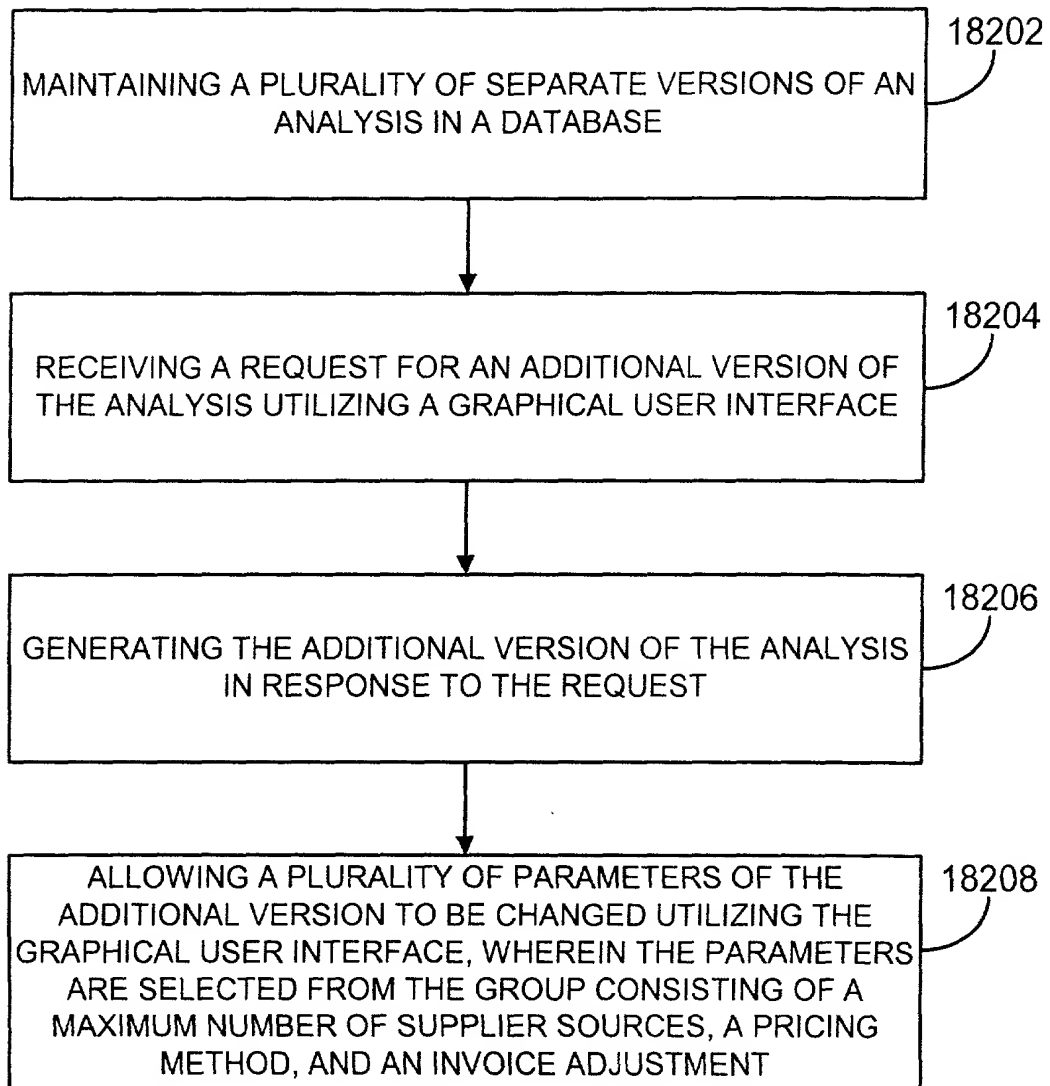 18202
MAINTAINING A PLURALITY OF SEPARATE VERSIONS OF AN
ANALYSIS IN A DATABASE
18204
RECEIVING A REQUEST FOR AN ADDITIONAL VERSION OF
THE ANALYSIS UTILIZING A GRAPHICAL USER INTERFACE
18206
GENERATING THE ADDITIONAL VERSION OF THE ANALYSIS
IN RESPONSE TO THE REQUEST
18208
ALLOWING A PLURALITY OF PARAMETERS OF THE
ADDITIONAL VERSION TO BE CHANGED UTILIZING THE
GRAPHICAL USER INTERFACE, WHEREIN THE PARAMETERS
ARE SELECTED FROM THE GROUP CONSISTING OF A
MAXIMUM NUMBER OF SUPPLIER SOURCES, A PRICING
METHOD, AND AN INVOICE ADJUSTMENT